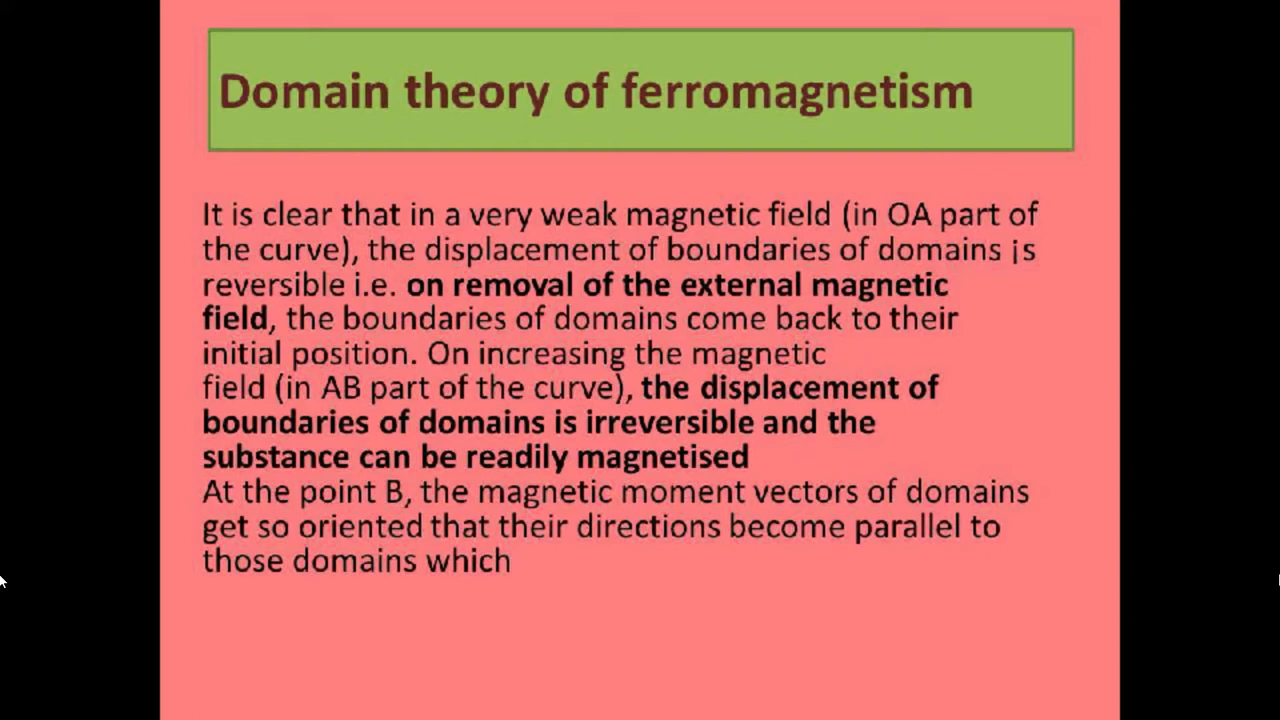 Domain theory of ferromagnetism
It is clear that in a very weak magnetic field (in OA part of
the curve), the displacement of boundaries of domains is
reversible i.e. on removal of the external magnetic
field, the boundaries of domains come back to their
initial position. On increasing the magnetic
field (in AB part of the curve), the displacement of
boundaries of domains is irreversible and the
substance can be readily magnetised
At the point B, the magnetic moment vectors of domains
get so oriented that their directions become parallel to
those domains which